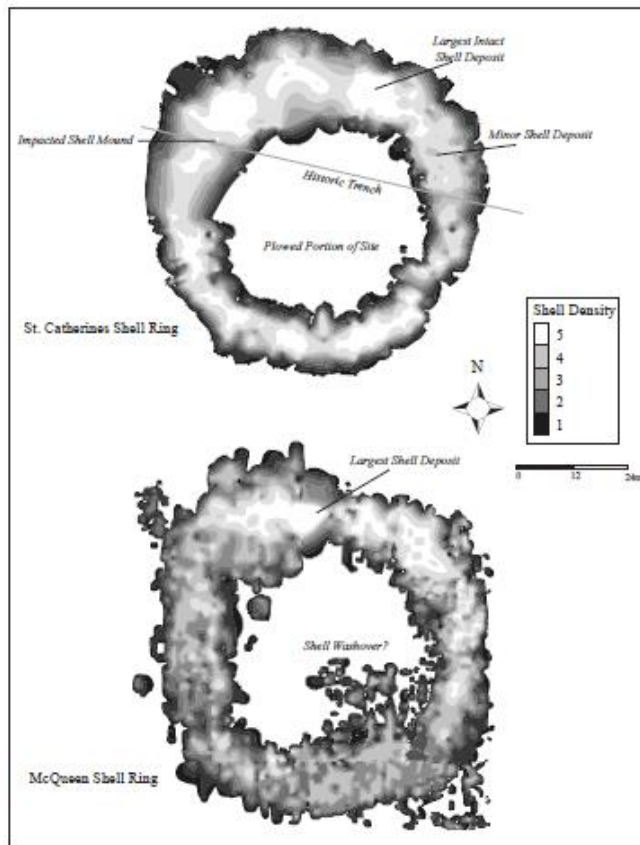 Largest Intact
Shell Deposit
Impacted Shell Mound
Minor Shell Deposit
Historic Trench
Plowed Portion of Site
St. Catherines Shell Ring
Shell Density
5
4
3
2
1
N
0 12 24m
Largest Shell Deposit
Shell Washover?
McQueen Shell Ring